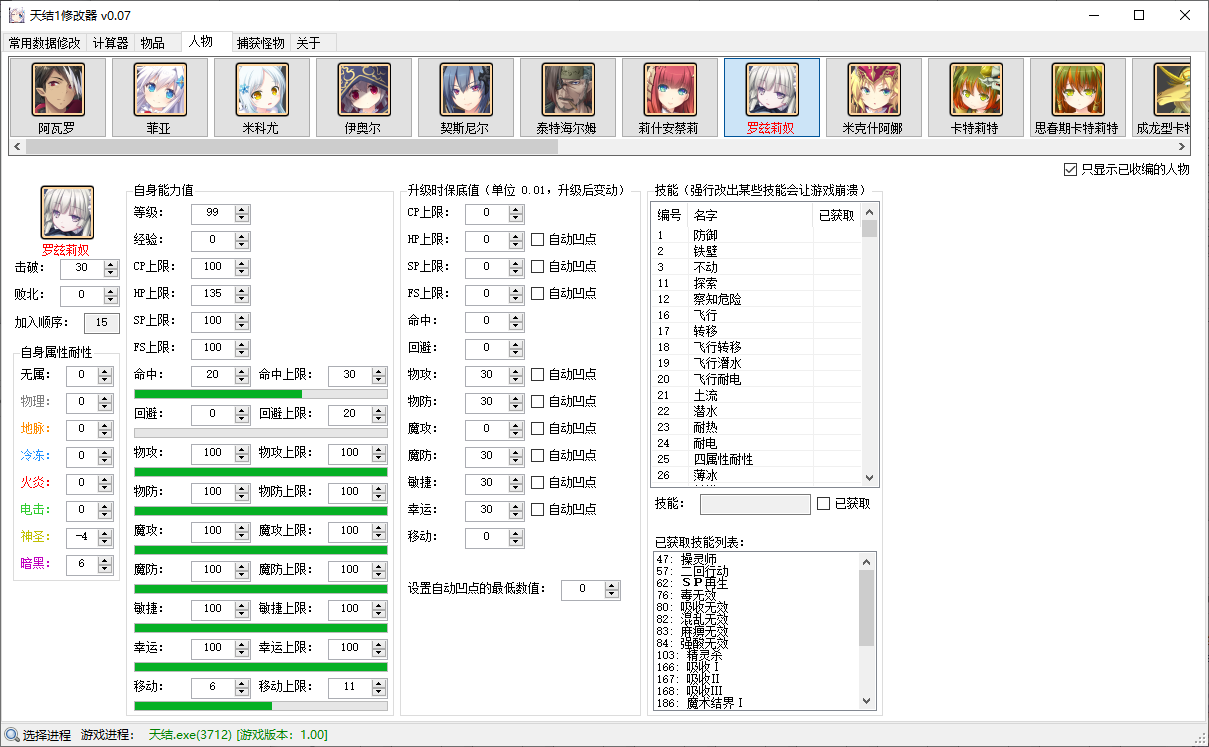 天结1修改器 v0.07
常用数据修改 计算器 物品 人物 捕获怪物 关于
阿瓦罗 菲亚 米科尤 伊奥尔 契斯尼尔 泰特海尔姆 莉什安蔡莉 罗兹莉奴 米克什阿娜 卡特莉特 思春期卡特莉特 成龙型卡特
只显示已收编的人物
罗兹莉奴
击破: 30
败北: 0
加入顺序: 15
自身属性耐性
无属: 0
物理: 0
地脉: 0
冷冻: 0
火炎: 0
电击: 0
神圣: -4
暗黑: 6
自身能力值
等级: 99
经验: 0
CP上限: 100
HP上限: 135
SP上限: 100
FS上限: 100
命中: 20 命中上限: 30
回避: 0 回避上限: 20
物攻: 100 物攻上限: 100
物防: 100 物防上限: 100
魔攻: 100 魔攻上限: 100
魔防: 100 魔防上限: 100
敏捷: 100 敏捷上限: 100
幸运: 100 幸运上限: 100
移动: 6 移动上限: 11
升级时保底值（单位 0.01，升级后变动）
CP上限: 0
HP上限: 0 自动凹点
SP上限: 0 自动凹点
FS上限: 0 自动凹点
命中: 0
回避: 0
物攻: 30 自动凹点
物防: 30 自动凹点
魔攻: 0 自动凹点
魔防: 30 自动凹点
敏捷: 30 自动凹点
幸运: 30 自动凹点
移动: 0
设置自动凹点的最低数值: 0
技能（强行改出某些技能会让游戏崩溃）
编号 名字 已获取
1 防御
2 铁壁
3 不动
11 探索
12 察知危险
16 飞行
17 转移
18 飞行转移
19 飞行潜水
20 飞行耐电
21 土流
22 潜水
23 耐热
24 耐电
25 四属性耐性
26 薄冰
技能: 已获取
已获取技能列表:
47: 操灵师
57: 二回行动
62: ＳＰ再生
76: 毒无效
80: 吸收无效
82: 混乱无效
83: 麻痹无效
84: 强酸无效
103: 精灵杀
166: 吸收Ⅰ
167: 吸收Ⅱ
168: 吸收Ⅲ
186: 魔术结界Ⅰ
选择进程 游戏进程: 天结.exe(3712) [游戏版本: 1.00]